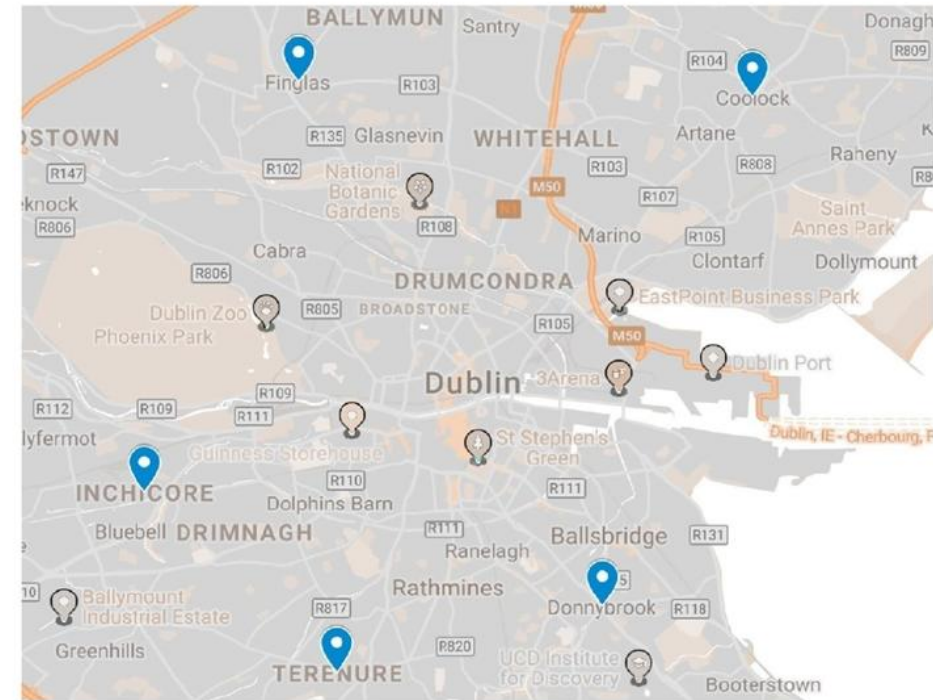 BALLYMUN
Santry
Donagh
R809
R104
Finglas
R103
Coolock
OSTOWN
R135
Glasnevin
WHITEHALL
Artane
R147
R102
National
Botanic
Gardens
R103
R808
Raheny
eknock
M50
R107
R806
R108
Marino
R105
Saint
Annes Park
Cabra
Clontarf
Dollymount
R806
DRUMCONDRA
EastPoint Business Park
Dublin Zoo
R805
BROADSTONE
R105
Phoenix Park
M50
Dublin Port
Dublin
3Arena
R112
R109
R109
R111
lyfermot
Guinness Storehouse
St Stephen's
Green
Dublin, IE - Cherbourg, F
INCHICORE
R110
Dolphins Barn
R111
Bluebell
DRIMNAGH
R111
Ballsbridge
R131
Ranelagh
10
Ballymount
Industrial Estate
Rathmines
5
R817
Donnybrook
R118
Greenhills
R820
TERENURE
UCD Institute
for Discovery
Booterstown